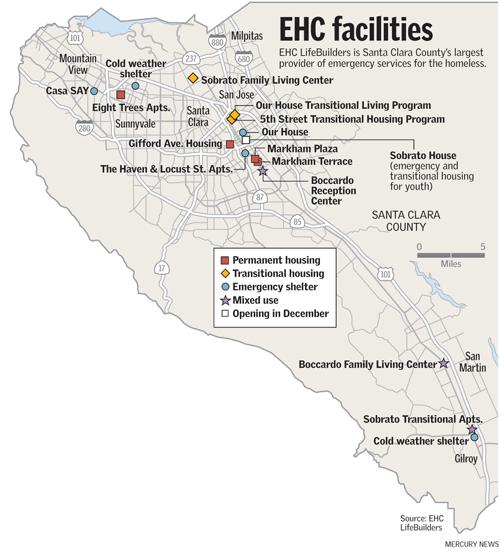 EHC facilities
EHC LifeBuilders is Santa Clara County's largest
provider of emergency services for the homeless.
101
880
Milpitas
Mountain
View
Cold weather
shelter
237
680
Casa SAY
Sobrato Family Living Center
San Jose
Eight Trees Apts.
Santa
Clara
Our House Transitional Living Program
5th Street Transitional Housing Program
Sunnyvale
280
Our House
Gifford Ave. Housing
Markham Plaza
Markham Terrace
Sobrato House
(emergency and
transitional housing
for youth)
The Haven & Locust St. Apts.
Boccardo
Reception
Center
87
85
SANTA CLARA
COUNTY
0 5
Miles
17
101
Permanent housing
Transitional housing
Emergency shelter
Mixed use
Opening in December
Boccardo Family Living Center
San
Martin
Sobrato Transitional Apts.
Cold weather shelter
Gilroy
Source: EHC
LifeBuilders
MERCURY NEWS